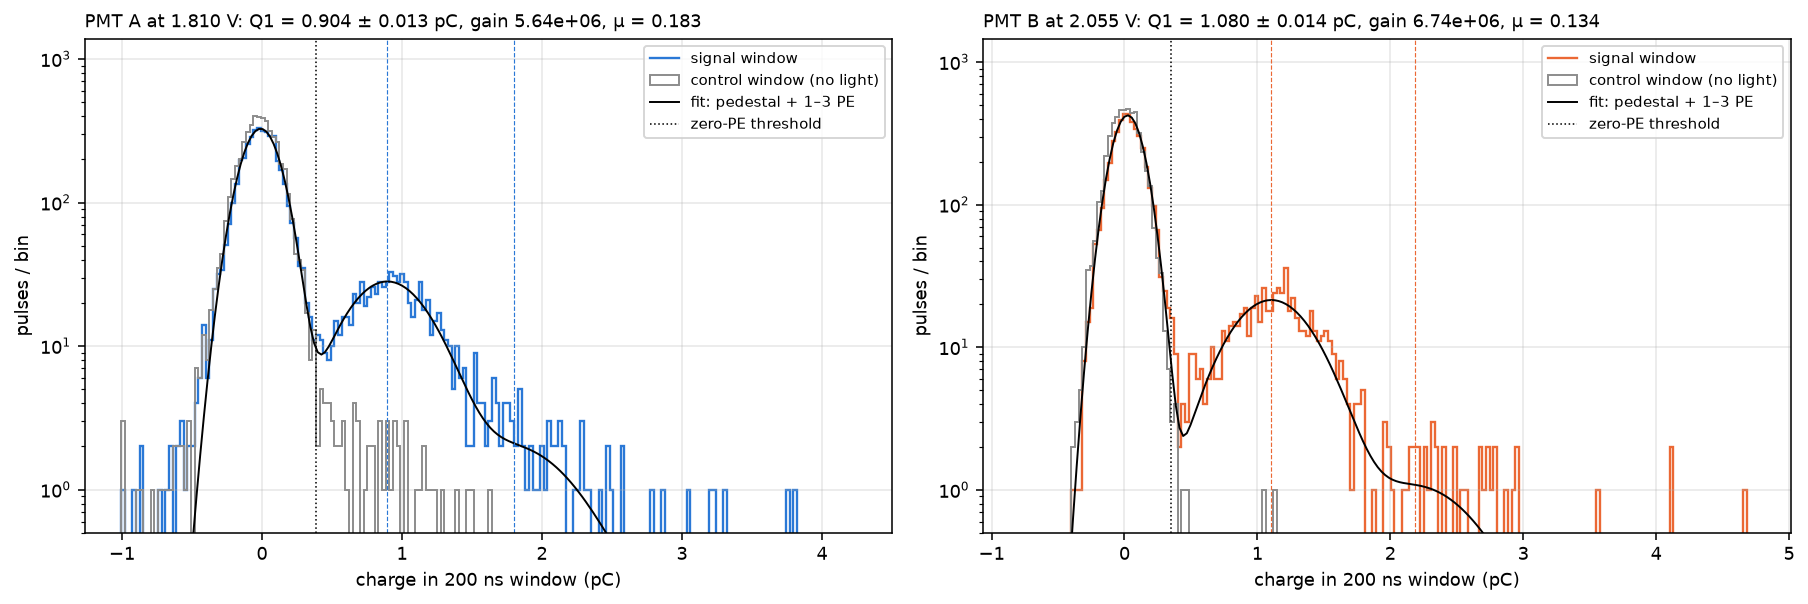 PMT A at 1.810 V: Q1 = 0.904 ± 0.013 pC, gain 5.64e+06, μ = 0.183
signal window
control window (no light)
fit: pedestal + 1–3 PE
zero-PE threshold
pulses / bin
10³
10²
10¹
10⁰
−1
0
1
2
3
4
charge in 200 ns window (pC)
PMT B at 2.055 V: Q1 = 1.080 ± 0.014 pC, gain 6.74e+06, μ = 0.134
signal window
control window (no light)
fit: pedestal + 1–3 PE
zero-PE threshold
pulses / bin
10³
10²
10¹
10⁰
−1
0
1
2
3
4
5
charge in 200 ns window (pC)